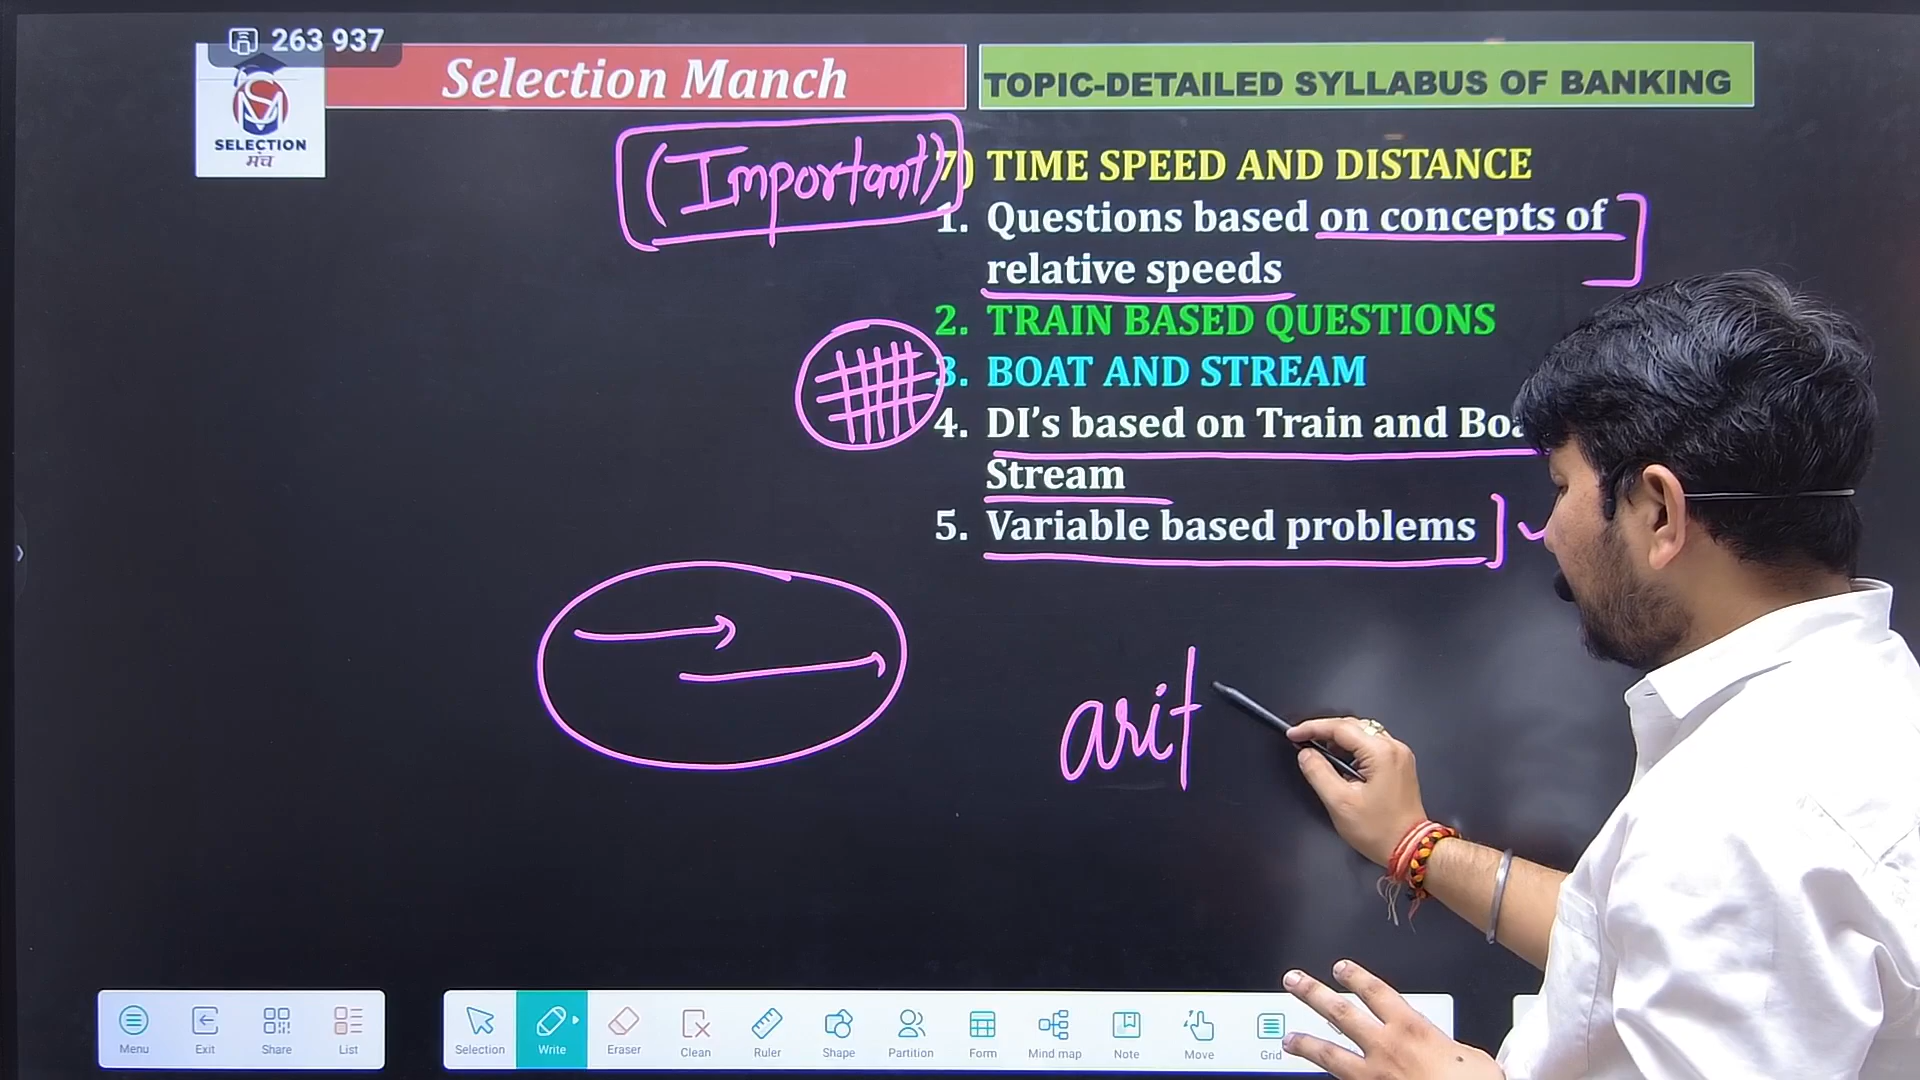 263 937
Selection Manch
TOPIC-DETAILED SYLLABUS OF BANKING
SELECTION
मंच
(Important)
7) TIME SPEED AND DISTANCE
1. Questions based on concepts of
relative speeds
2. TRAIN BASED QUESTIONS
3. BOAT AND STREAM
4. DI's based on Train and Boa
Stream
5. Variable based problems
arit
Menu Exit Share List Selection Write Eraser Clean Ruler Shape Partition Form Mind map Note Move Grid